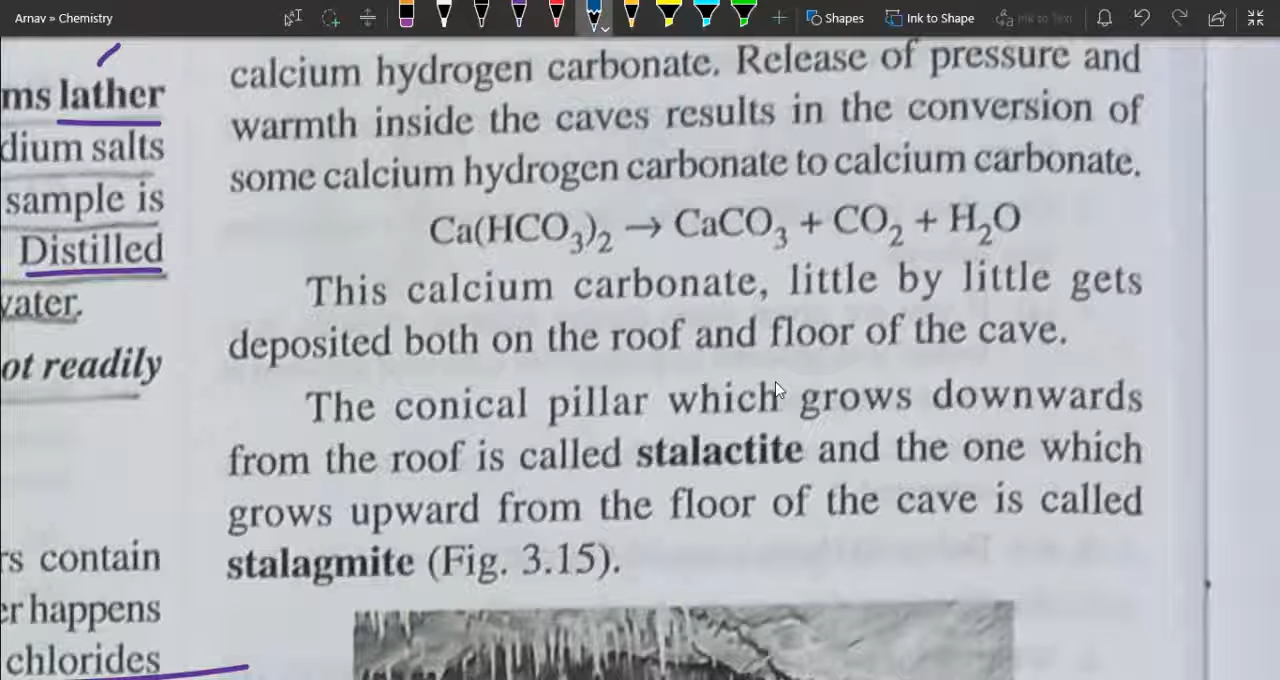 Arnav » Chemistry
Shapes
Ink to Shape
Ink to Text
ms lather
dium salts
sample is
Distilled
vater.
ot readily
rs contain
er happens
chlorides
calcium hydrogen carbonate. Release of pressure and
warmth inside the caves results in the conversion of
some calcium hydrogen carbonate to calcium carbonate.
Ca(HCO₃)₂ → CaCO₃ + CO₂ + H₂O
This calcium carbonate, little by little gets
deposited both on the roof and floor of the cave.
The conical pillar which grows downwards
from the roof is called stalactite and the one which
grows upward from the floor of the cave is called
stalagmite (Fig. 3.15).